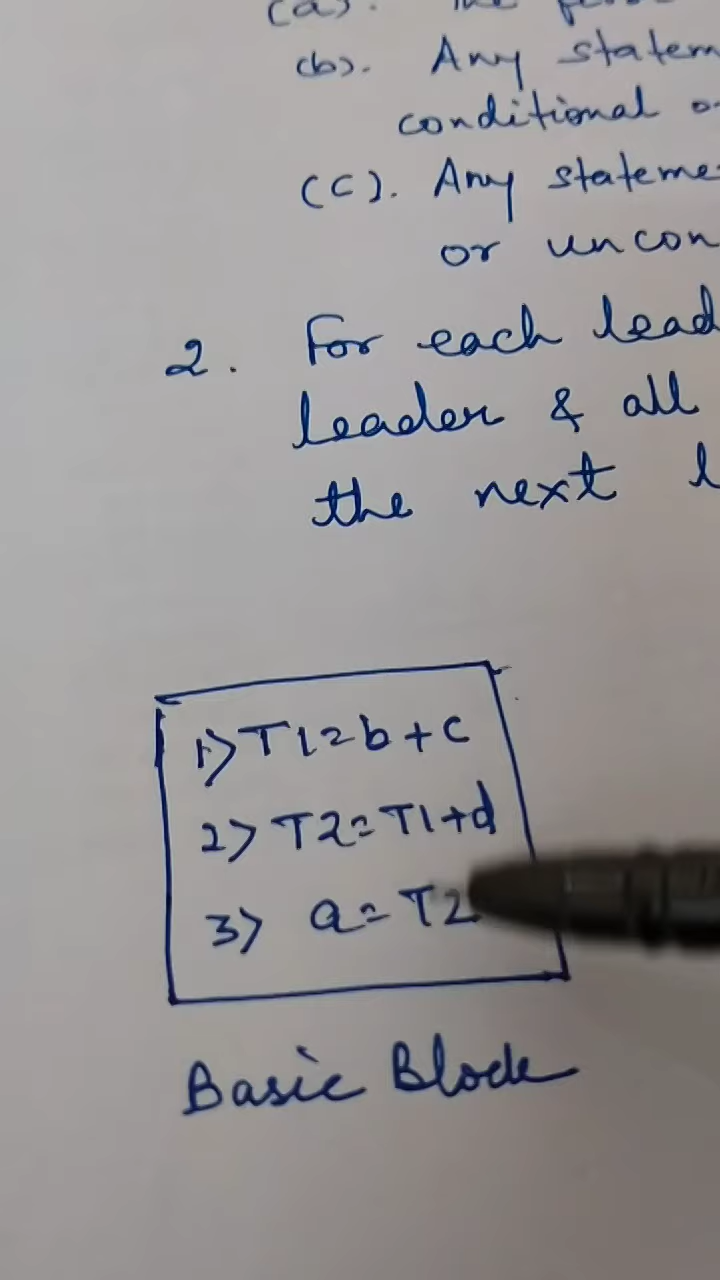 (a). The
(b). Any statem
conditional o
(c). Any stateme
or uncon
2. For each lead
leader & all
the next l
1) T1=b+c
2) T2=T1+d
3) a=T2
Basic Block